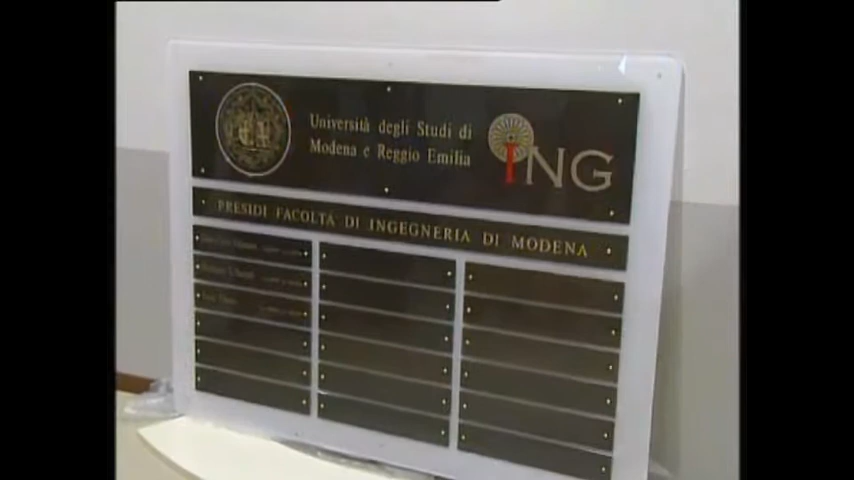 Università degli Studi di
Modena e Reggio Emilia
ING
PRESIDI FACOLTÀ DI INGEGNERIA DI MODENA